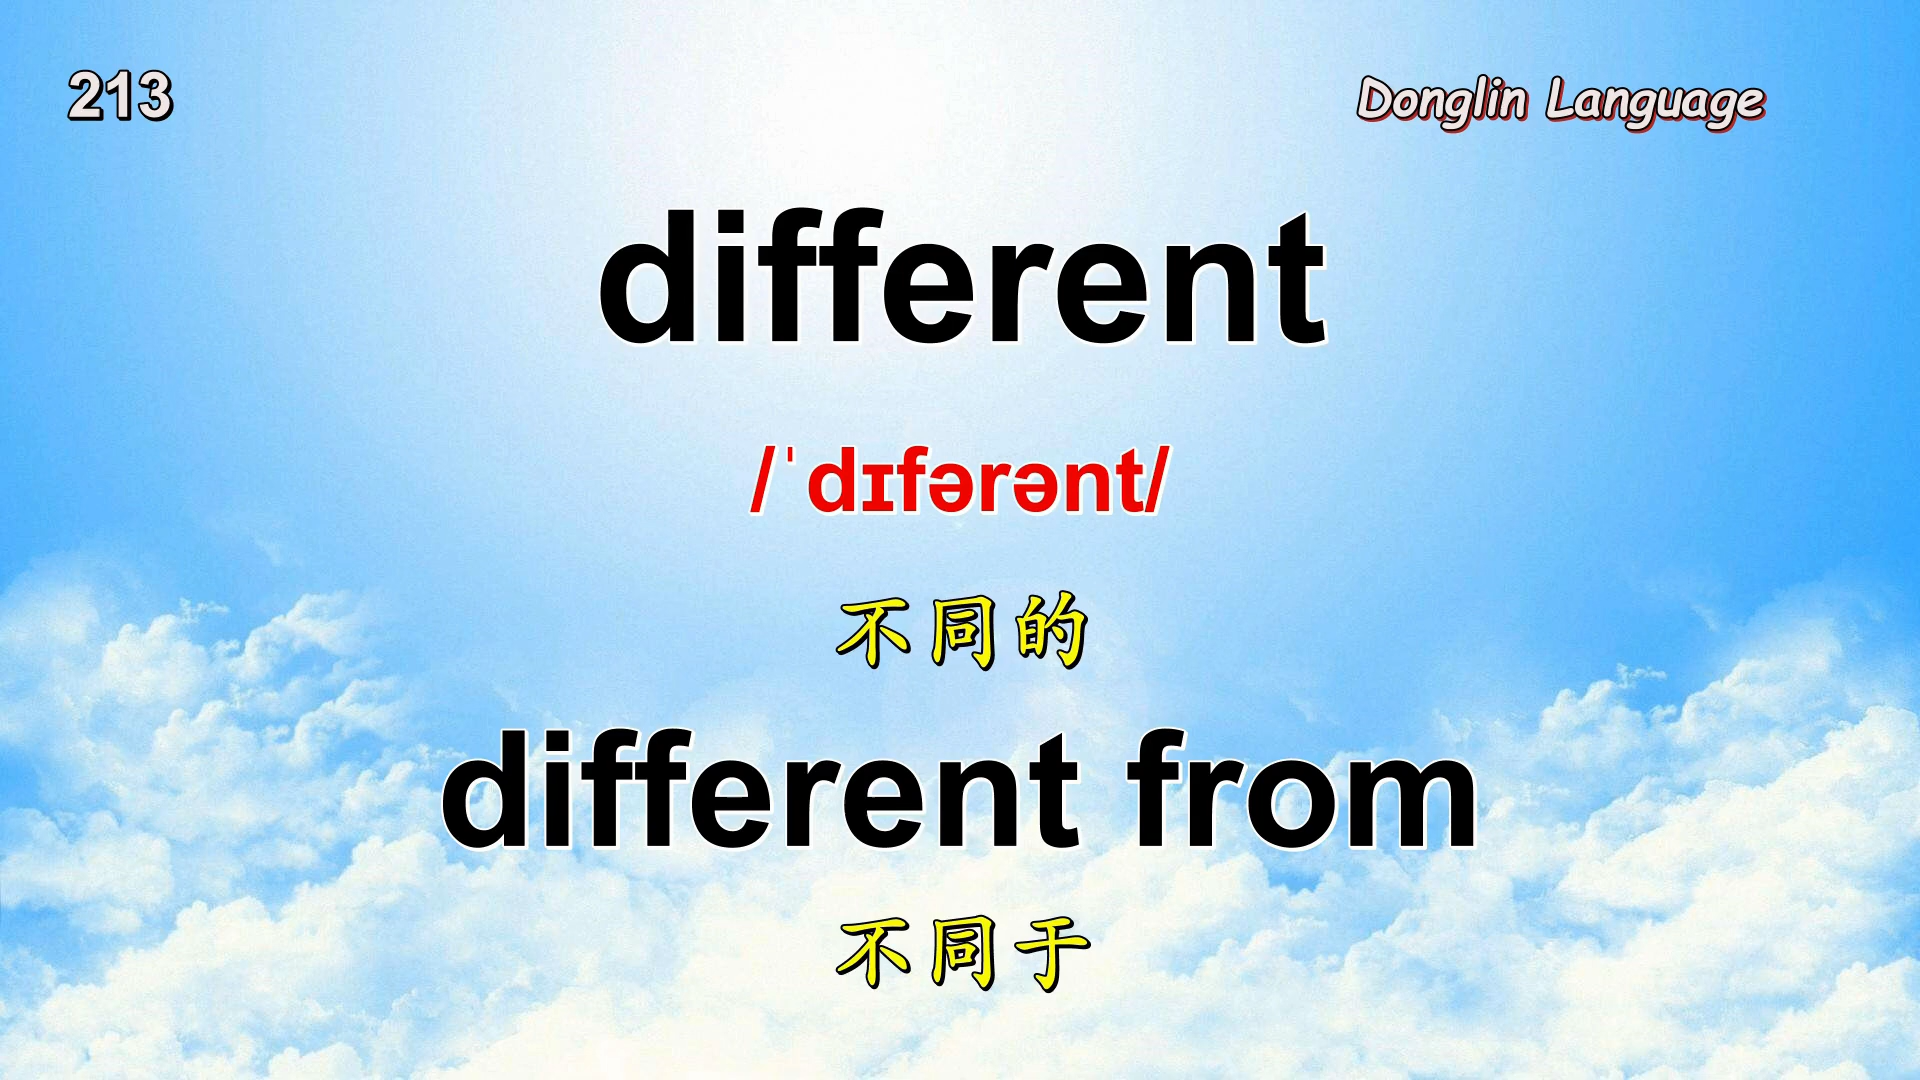 213
Donglin Language
different
/ˈdɪfərənt/
不同的
different from
不同于